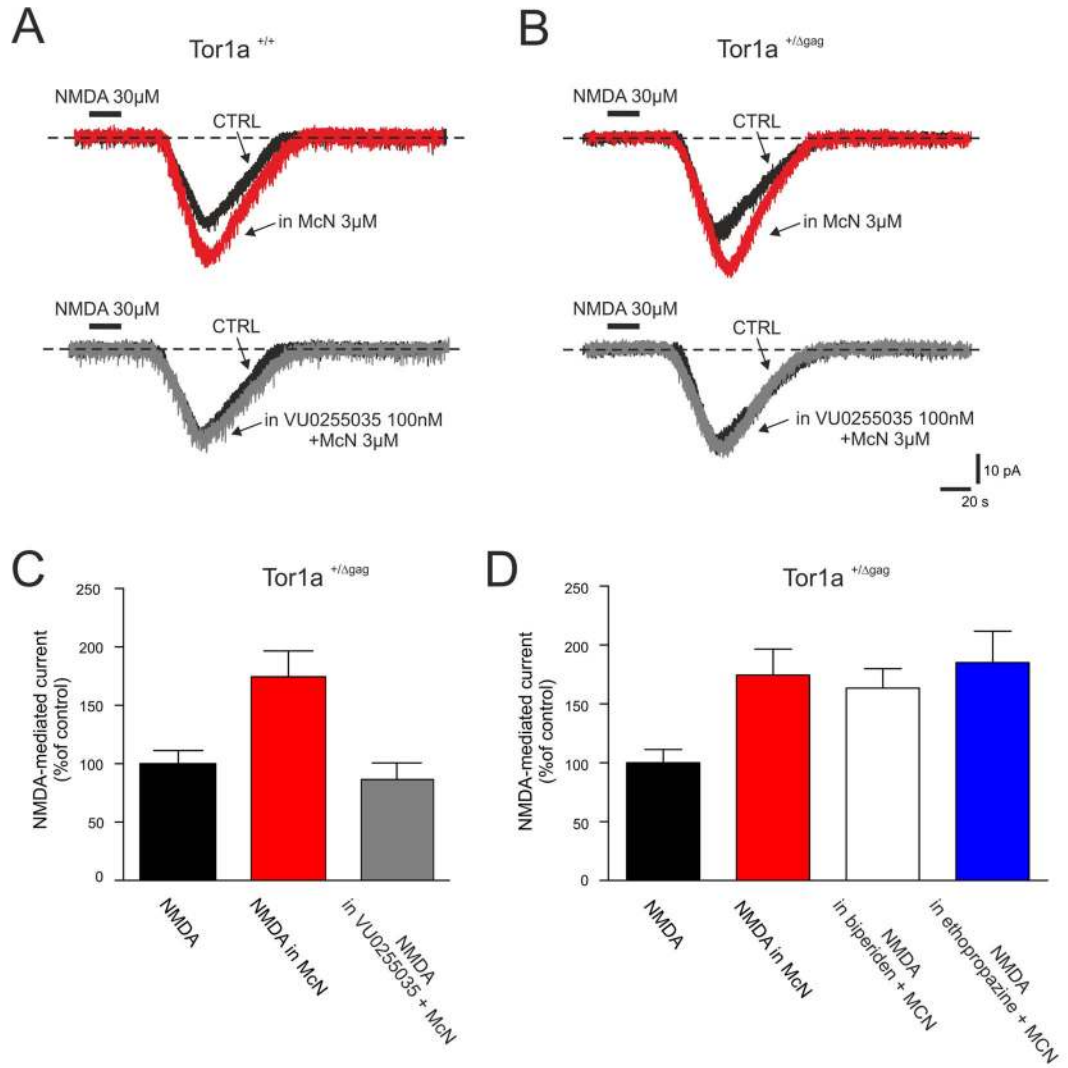 A
Tor1a +/+
NMDA 30µM
CTRL
in McN 3µM
NMDA 30µM
CTRL
in VU0255035 100nM
+McN 3µM
B
Tor1a +/Δgag
NMDA 30µM
CTRL
in McN 3µM
NMDA 30µM
CTRL
in VU0255035 100nM
+McN 3µM
10 pA
20 s
C
Tor1a +/Δgag
NMDA-mediated current
(%of control)
250
200
150
100
50
0
NMDA
NMDA in McN
NMDA
in VU0255035 + McN
D
Tor1a +/Δgag
NMDA-mediated current
(%of control)
250
200
150
100
50
0
NMDA
NMDA in McN
NMDA
in biperiden + MCN
NMDA
in ethopropazine + MCN